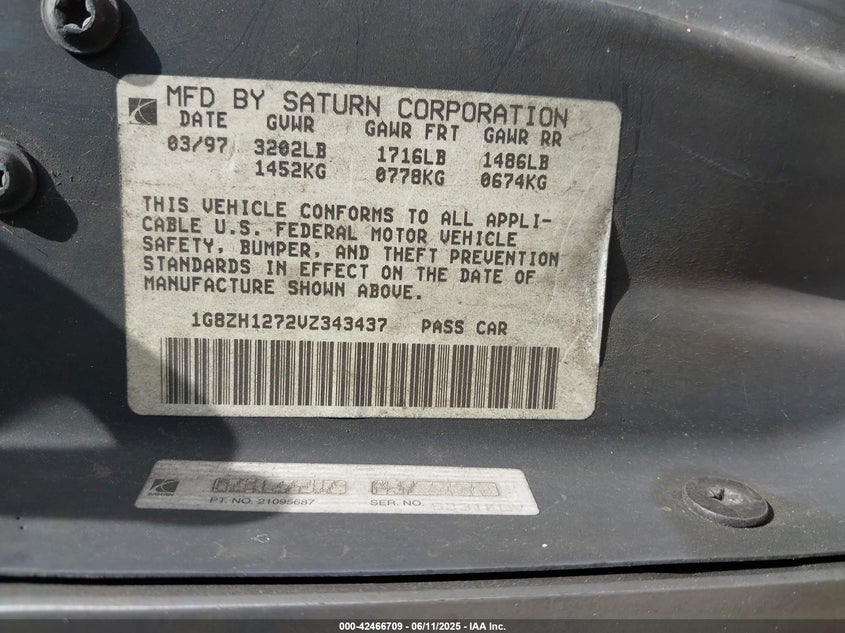 MFD BY SATURN CORPORATION
DATE GVWR GAWR FRT GAWR RR
03/97 3202LB 1716LB 1486LB
1452KG 0778KG 0674KG
THIS VEHICLE CONFORMS TO ALL APPLI-
CABLE U.S. FEDERAL MOTOR VEHICLE
SAFETY, BUMPER, AND THEFT PREVENTION
STANDARDS IN EFFECT ON THE DATE OF
MANUFACTURE SHOWN ABOVE.
1G8ZH1272VZ343437 PASS CAR
SATURN
PT. NO. 21095687 SER. NO.
000-42466709 - 06/11/2025 - IAA Inc.